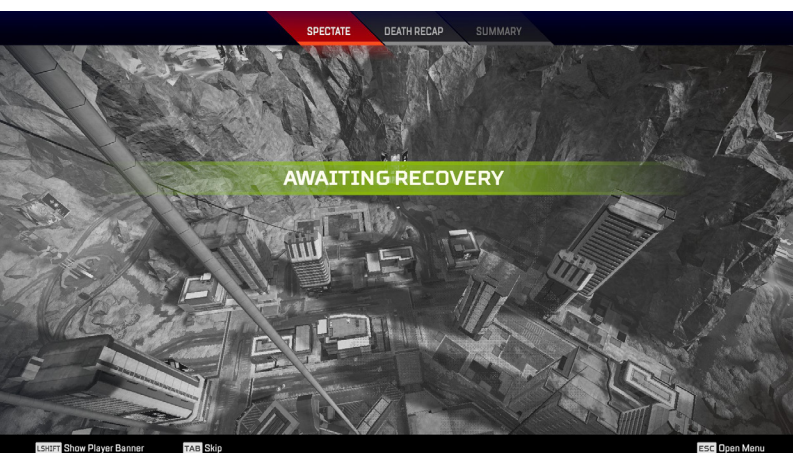 SPECTATE
DEATH RECAP
SUMMARY
AWAITING RECOVERY
LSHIFT Show Player Banner
TAB Skip
ESC Open Menu